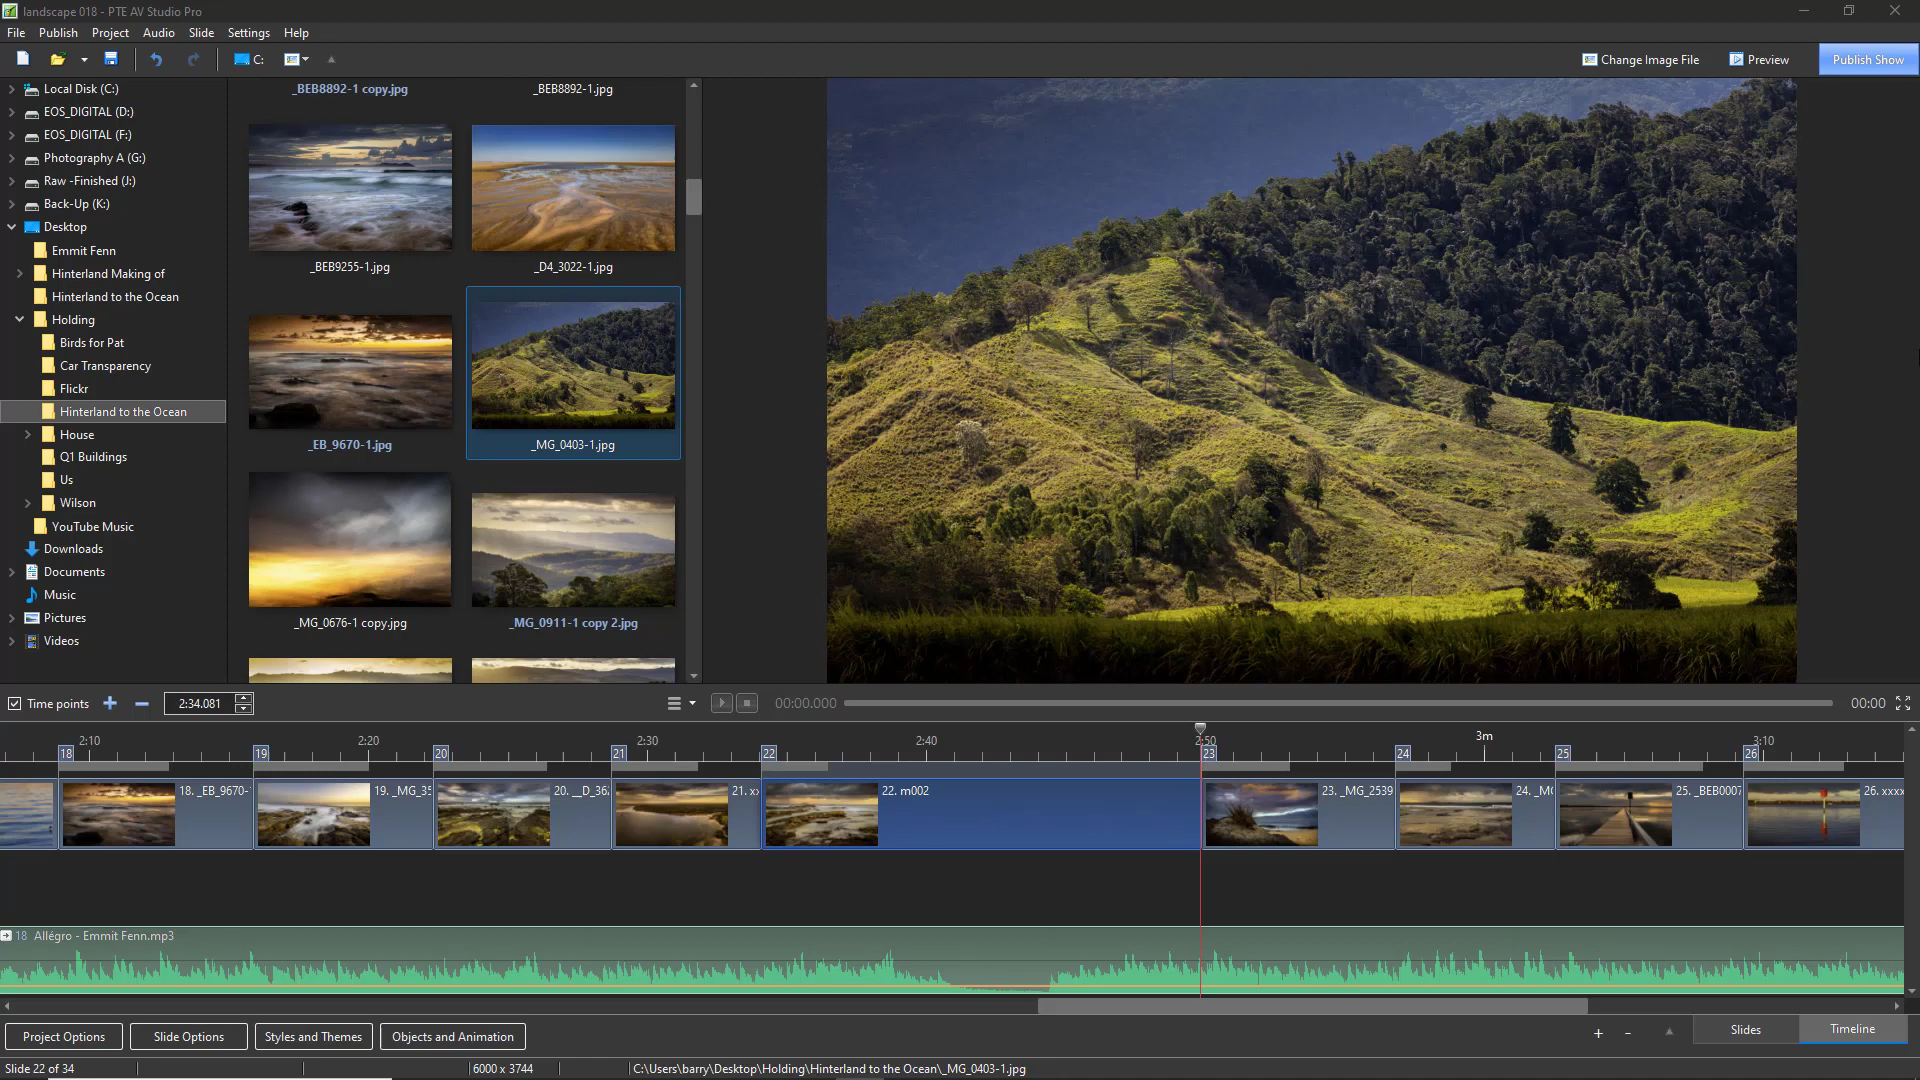 landscape 018 - PTE AV Studio Pro
File Publish Project Audio Slide Settings Help
C:
Change Image File Preview Publish Show
Local Disk (C:)
EOS_DIGITAL (D:)
EOS_DIGITAL (F:)
Photography A (G:)
Raw -Finished (J:)
Back-Up (K:)
Desktop
Emmit Fenn
Hinterland Making of
Hinterland to the Ocean
Holding
Birds for Pat
Car Transparency
Flickr
Hinterland to the Ocean
House
Q1 Buildings
Us
Wilson
YouTube Music
Downloads
Documents
Music
Pictures
Videos
_BEB8892-1 copy.jpg _BEB8892-1.jpg
_BEB9255-1.jpg _D4_3022-1.jpg
_EB_9670-1.jpg _MG_0403-1.jpg
_MG_0676-1 copy.jpg _MG_0911-1 copy 2.jpg
Time points 2:34.081 00:00.000 00:00
2:10 2:20 2:30 2:40 2:50 3m 3:10
18 19 20 21 22 23 24 25 26
18. _EB_9670- 19. _MG_35 20. __D_36 21. x 22. m002 23. _MG_2539 24. _M 25. _BEB0007 26. xxxx
18 Allégro - Emmit Fenn.mp3
Project Options Slide Options Styles and Themes Objects and Animation + - Slides Timeline
Slide 22 of 34 6000 x 3744 C:\Users\barry\Desktop\Holding\Hinterland to the Ocean\_MG_0403-1.jpg